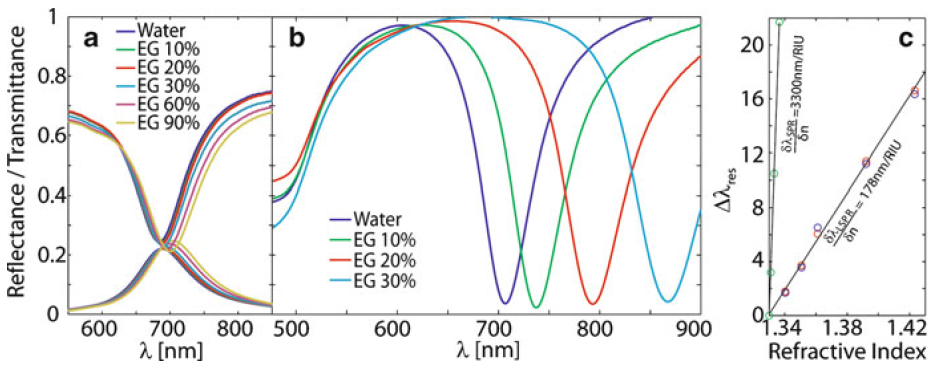 a
b
c
Reflectance / Transmittance
1
0.8
0.6
0.4
0.2
0
Water
EG 10%
EG 20%
EG 30%
EG 60%
EG 90%
600
700
800
λ [nm]
Water
EG 10%
EG 20%
EG 30%
500
600
700
800
900
λ [nm]
Δλres
20
16
12
8
4
0
δλSPR
δn
=3300nm/RIU
δλLSPR
δn
= 178nm/RIU
1.34
1.38
1.42
Refractive Index